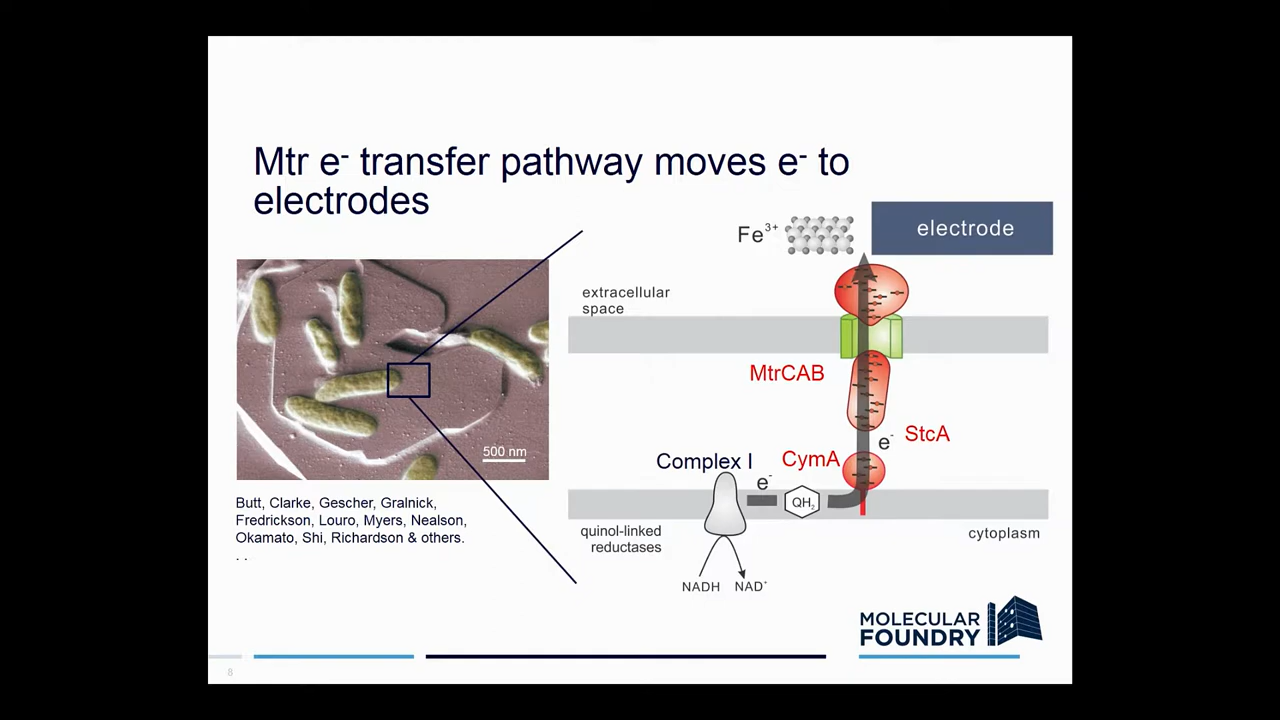 Mtr e- transfer pathway moves e- to
electrodes
Fe3+
electrode
extracellular
space
MtrCAB
StcA
e-
CymA
Complex I
e-
QH2
500 nm
Butt, Clarke, Gescher, Gralnick,
Fredrickson, Louro, Myers, Nealson,
Okamato, Shi, Richardson & others.
. .
quinol-linked
reductases
cytoplasm
NADH NAD+
MOLECULAR
FOUNDRY
8